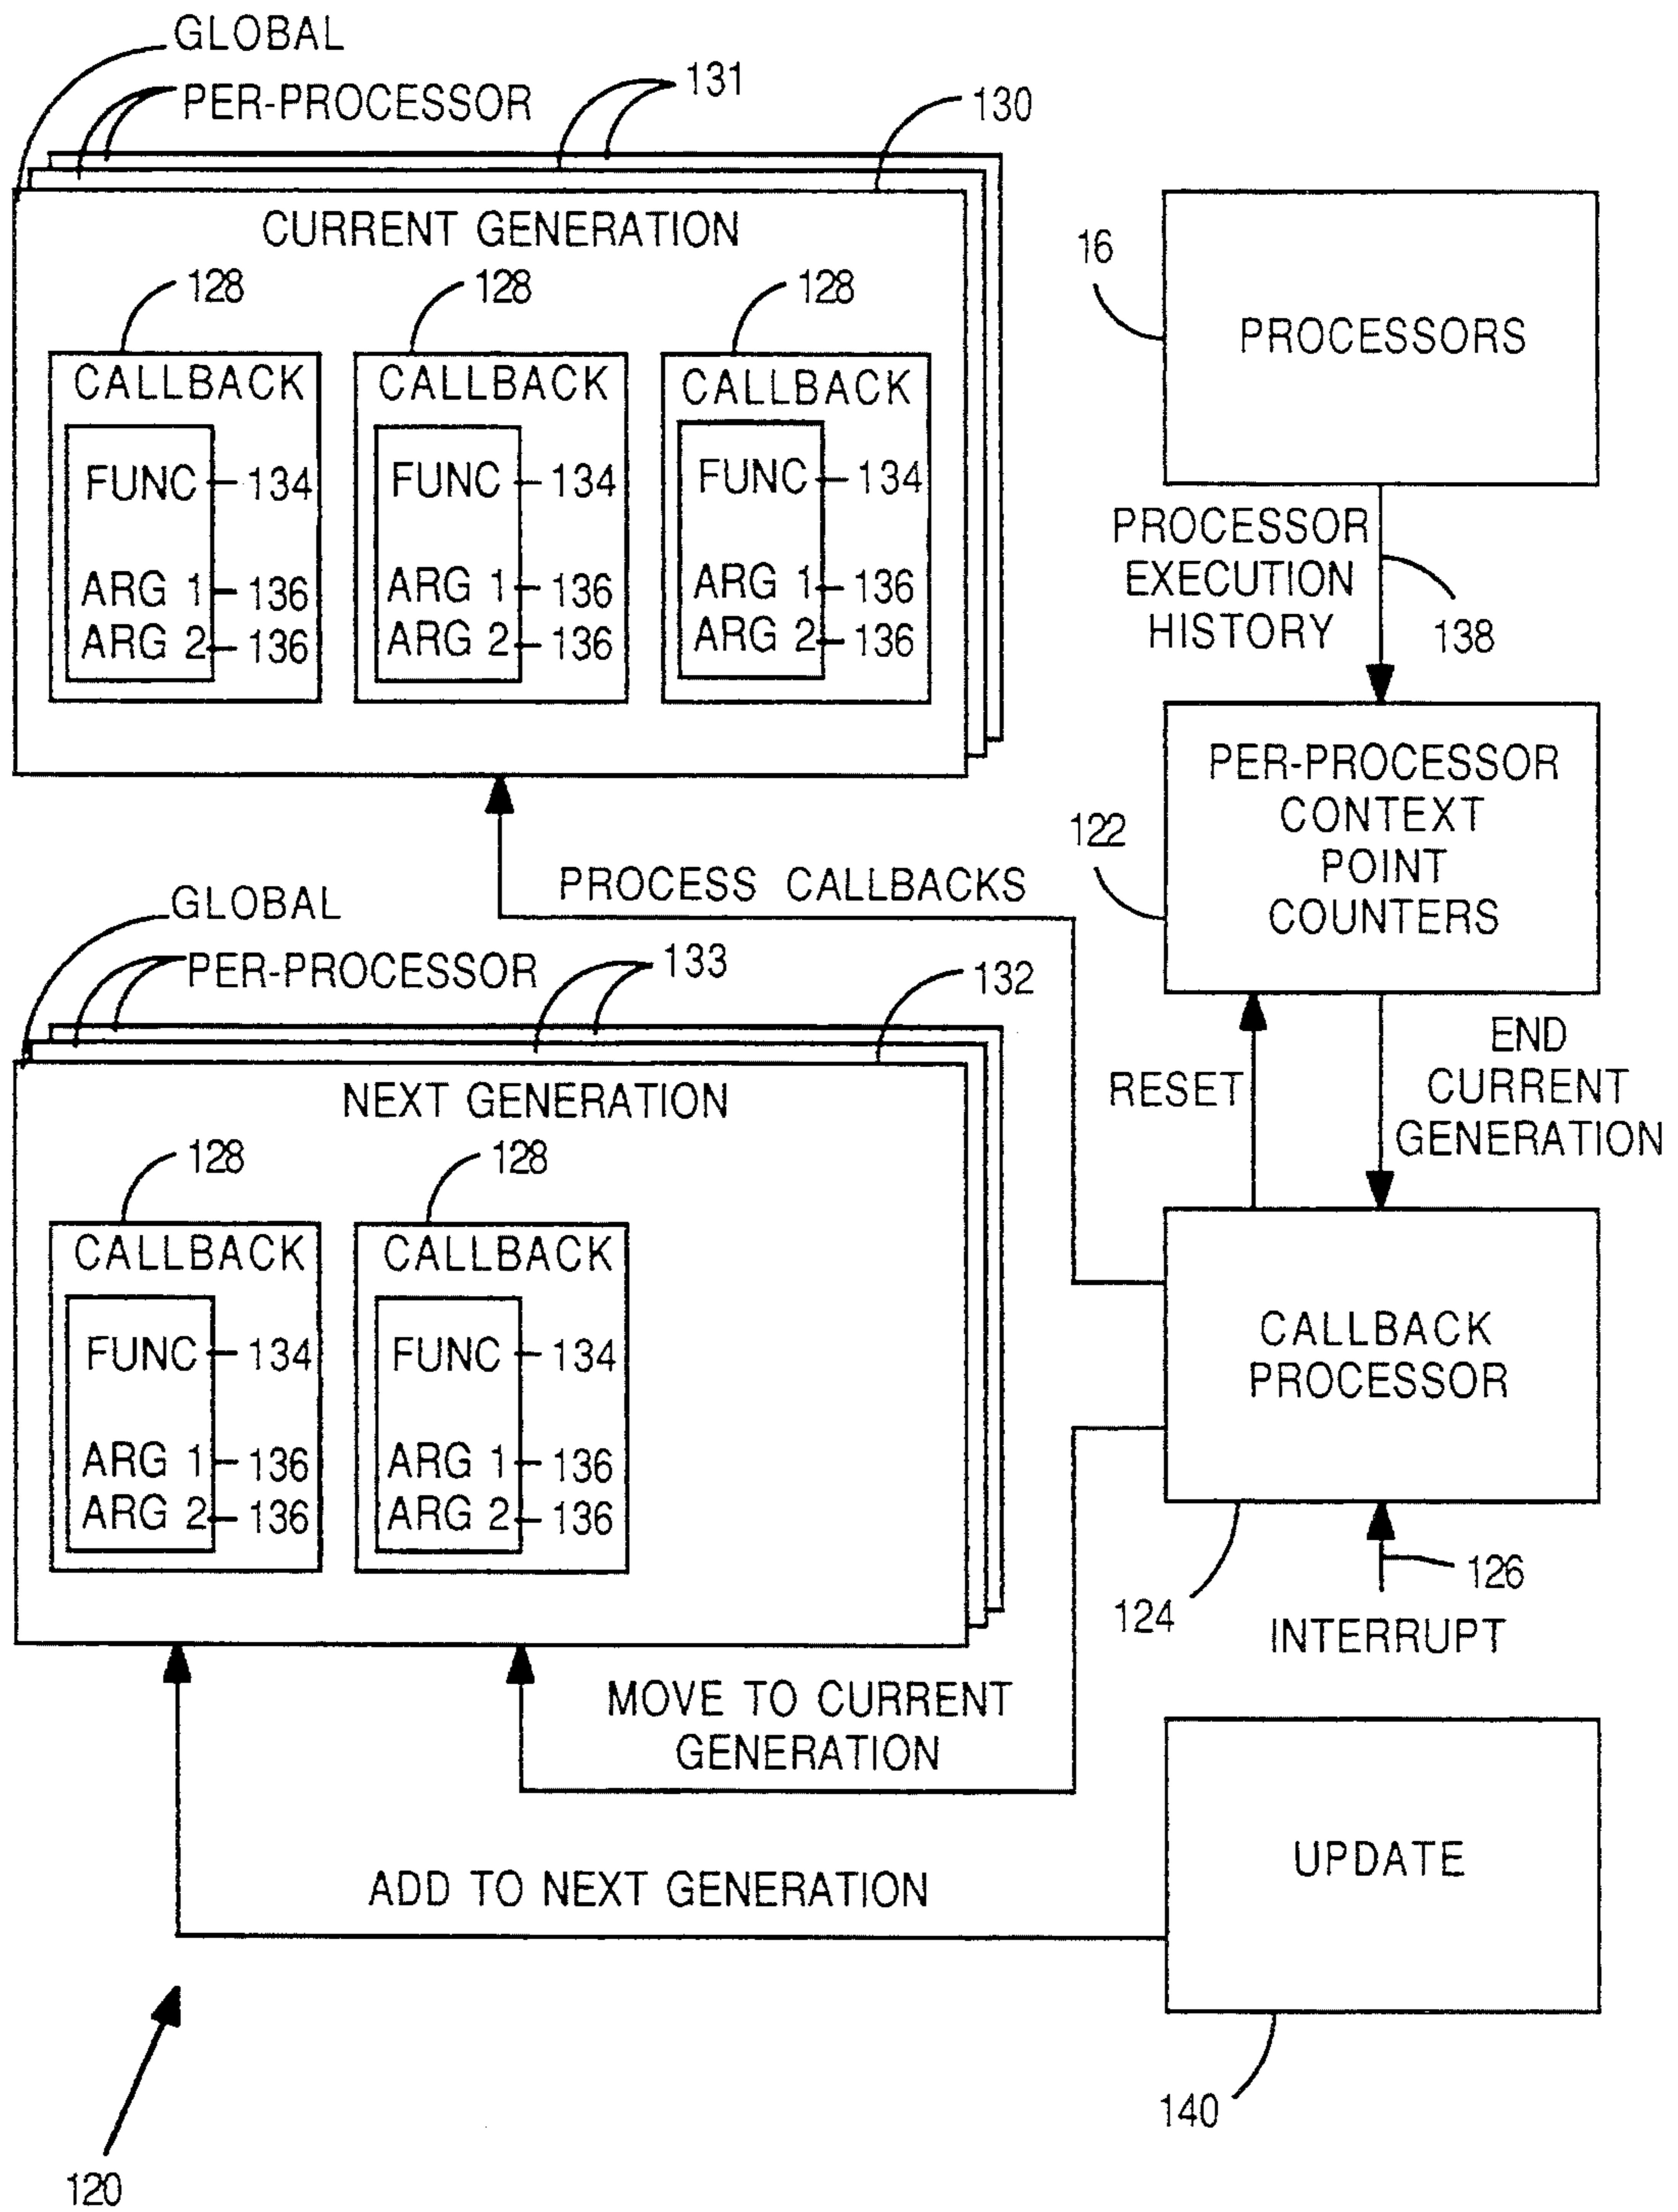 GLOBAL
PER-PROCESSOR
131
130
CURRENT GENERATION
128 128 128
CALLBACK CALLBACK CALLBACK
FUNC 134 FUNC 134 FUNC 134
ARG 1 136 ARG 1 136 ARG 1 136
ARG 2 136 ARG 2 136 ARG 2 136
16
PROCESSORS
PROCESSOR
EXECUTION
HISTORY
138
PER-PROCESSOR
CONTEXT
POINT
COUNTERS
122
PROCESS CALLBACKS
GLOBAL
PER-PROCESSOR
133
132
NEXT GENERATION
128 128
CALLBACK CALLBACK
FUNC 134 FUNC 134
ARG 1 136 ARG 1 136
ARG 2 136 ARG 2 136
RESET
END
CURRENT
GENERATION
CALLBACK
PROCESSOR
124
126
INTERRUPT
MOVE TO CURRENT
GENERATION
UPDATE
ADD TO NEXT GENERATION
140
120